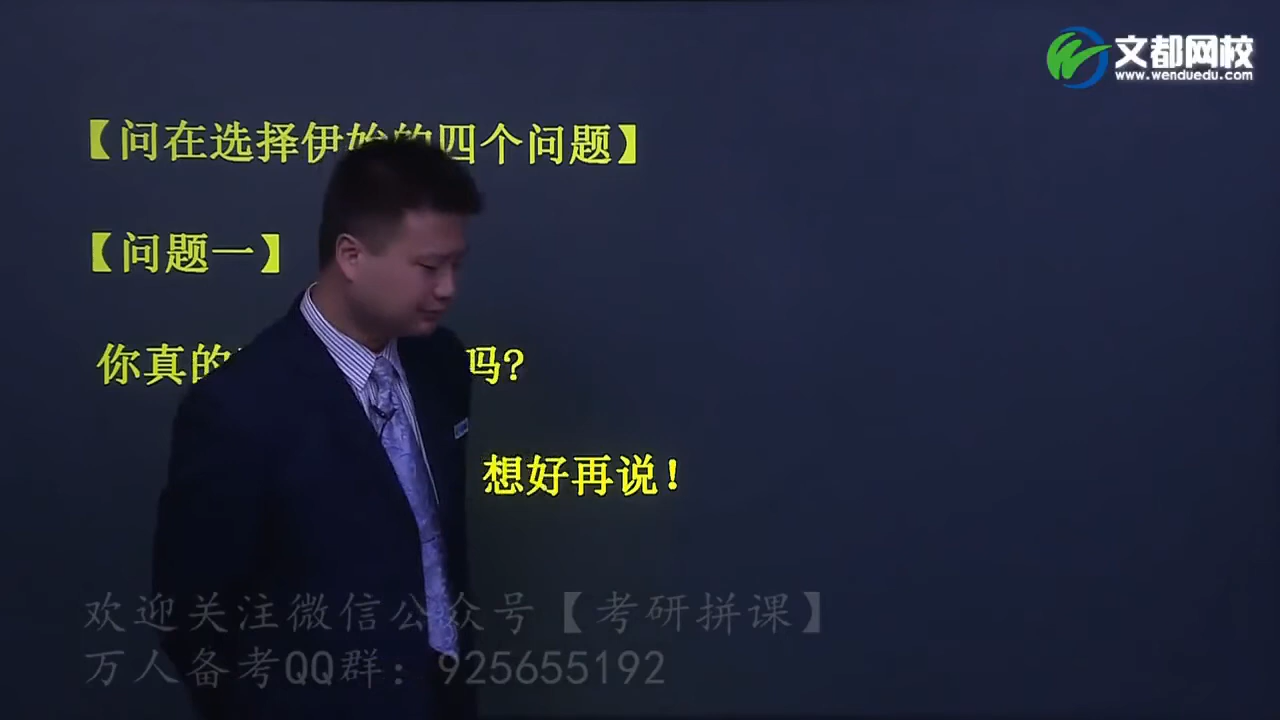 文都网校
www.wenduedu.com
【问在选择伊始的四个问题】
【问题一】
你真的 吗?
想好再说！
欢迎关注微信公众号【考研拼课】
万人备考QQ群：925655192